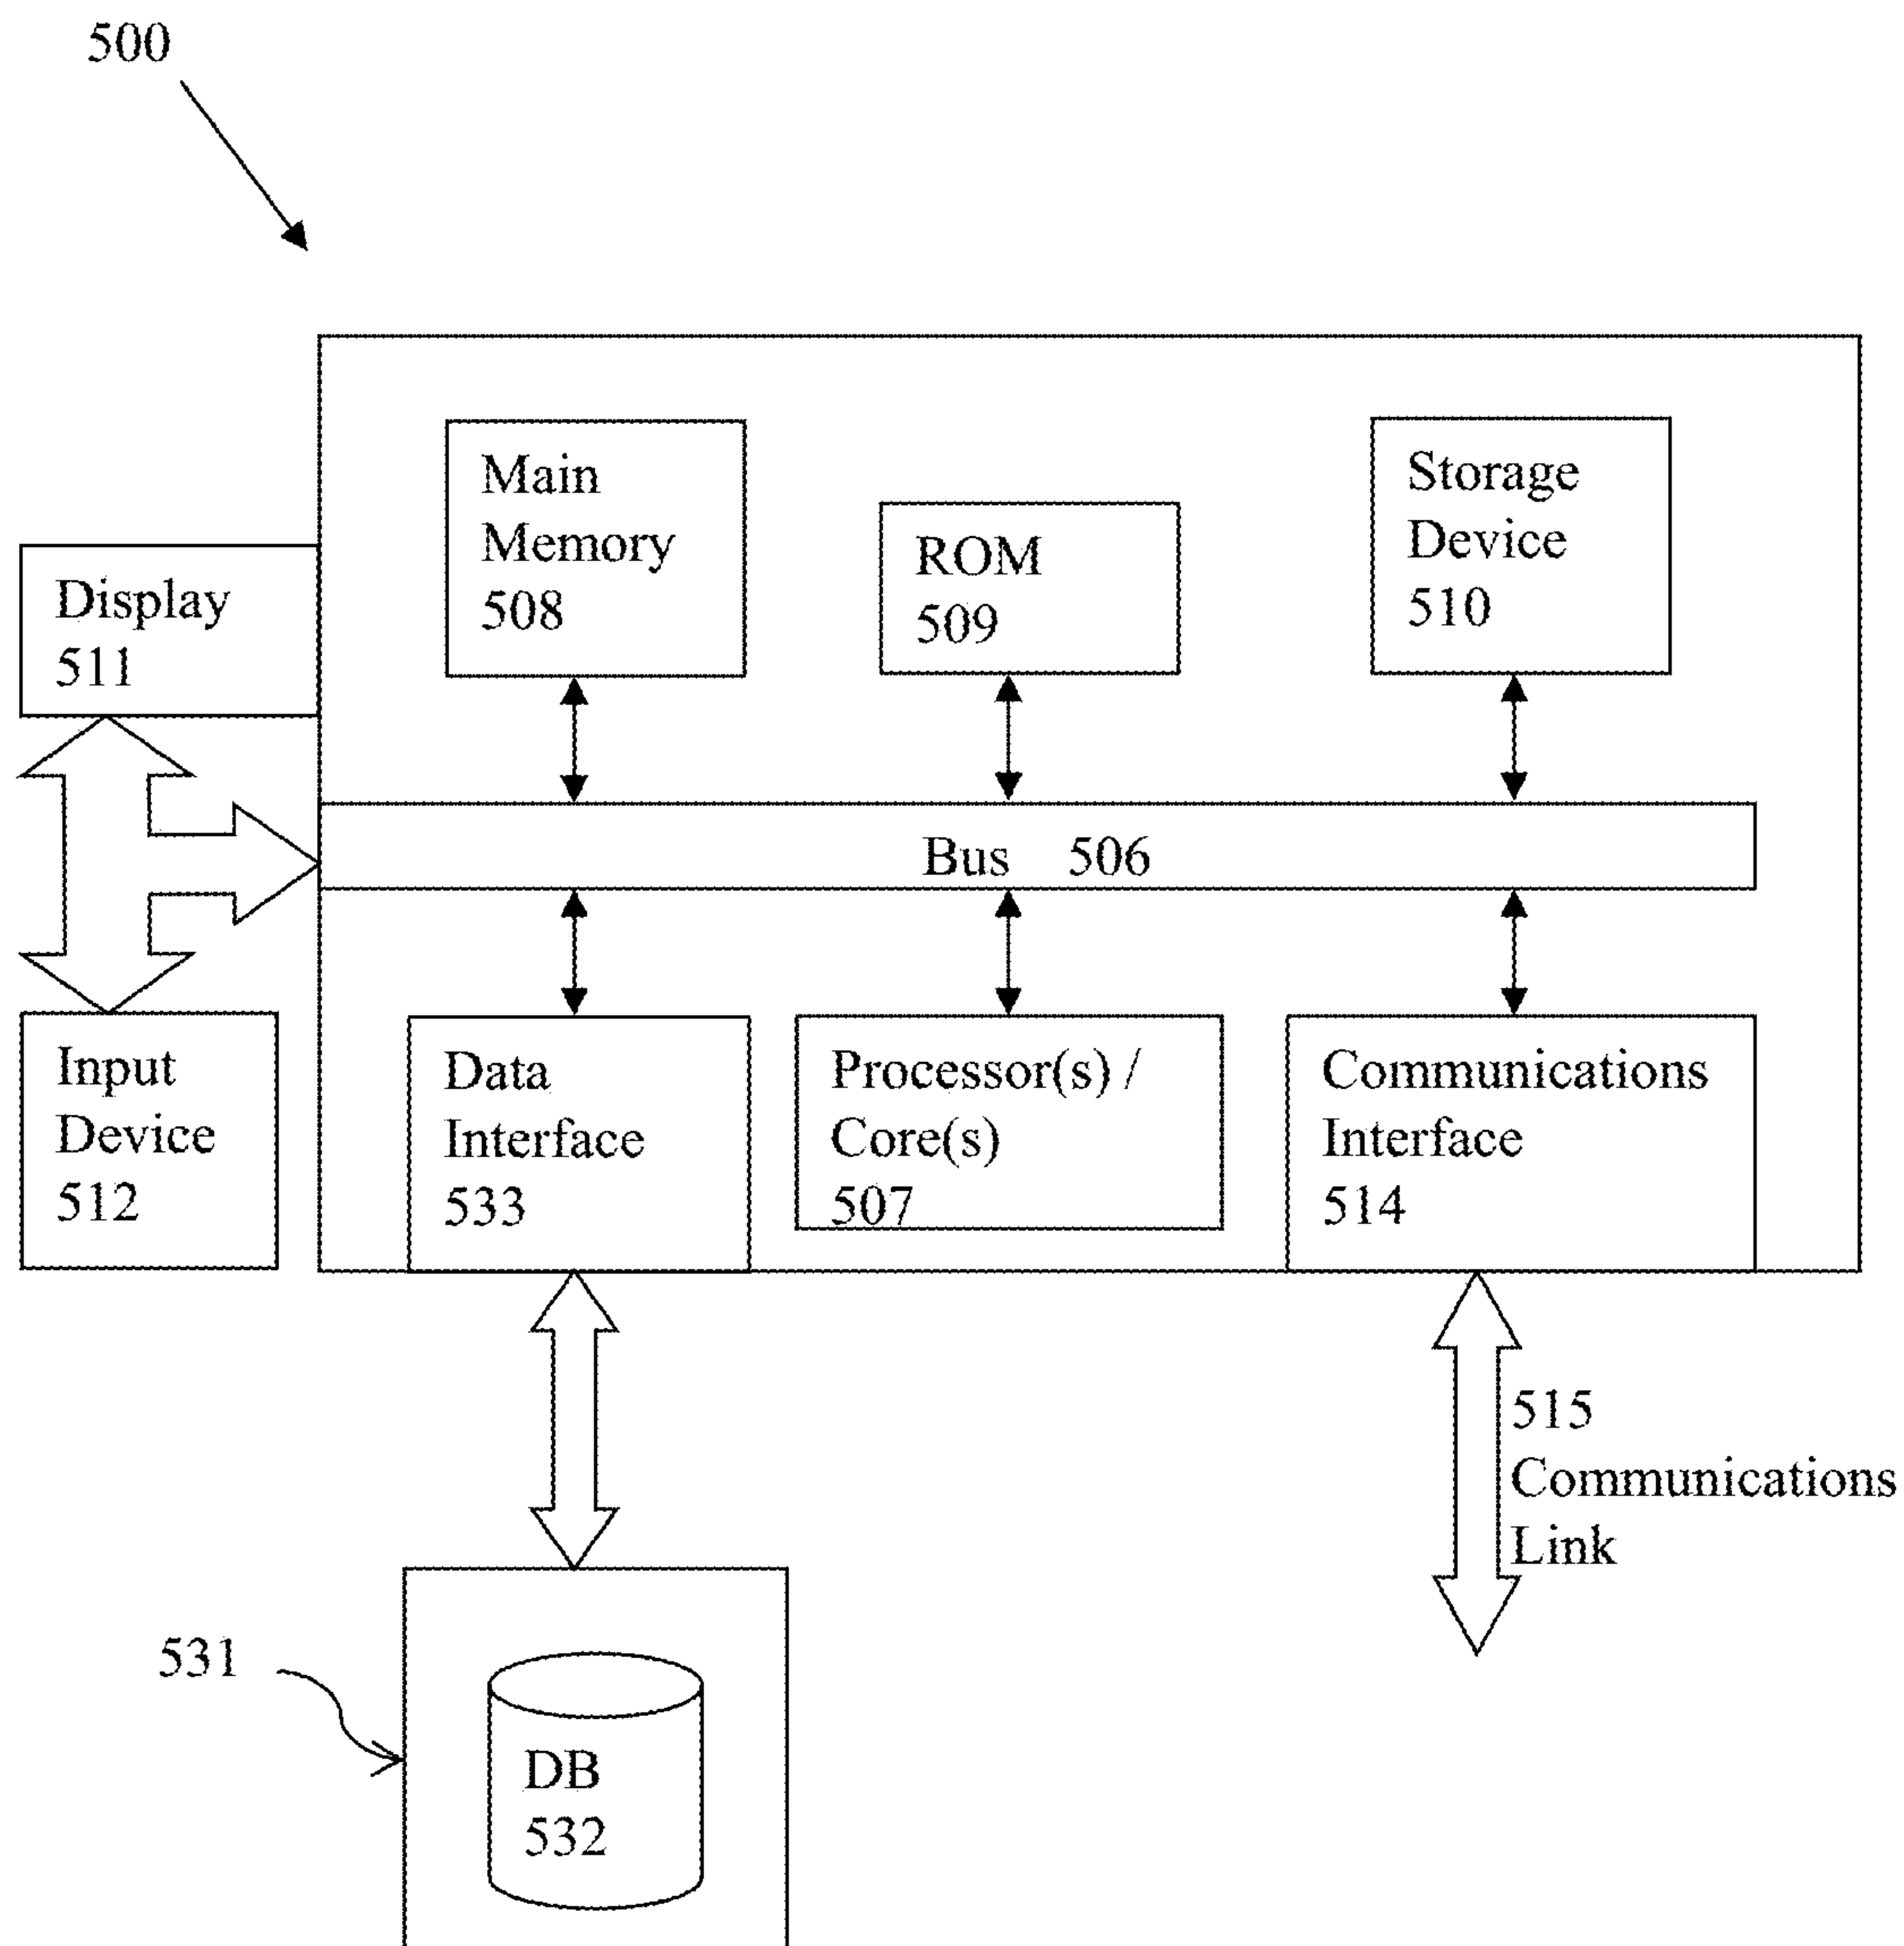 500
Main
Memory
508
ROM
509
Storage
Device
510
Display
511
Bus 506
Input
Device
512
Data
Interface
533
Processor(s) /
Core(s)
507
Communications
Interface
514
515
Communications
Link
531
DB
532